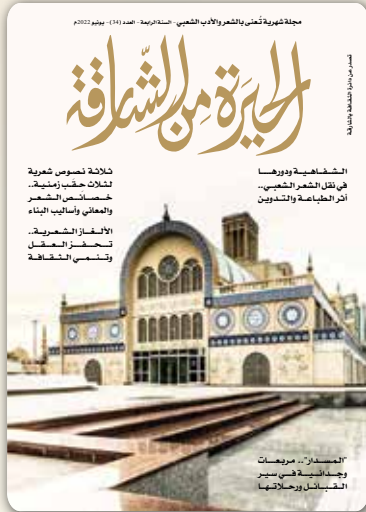 مجلة شهرية تُعنى بالشعر والأدب الشعبي - السنة الرابعة - العدد (34) - يونيو 2022م
الحيرة من الشارقة
تصدر عن دائرة الثقافة بالشارقة
الشفاهية ودورها
في نقل الشعر الشعبي..
أثر الطباعة والتدوين
ثلاثة نصوص شعرية
لثلاث حقب زمنية..
خصائص الشعر
والمعاني وأساليب البناء
الألغاز الشعرية..
تحفز العقل
وتنمي الثقافة
"المسدار".. مربعات
وجدانية في سير
القبائل ورحلاتها